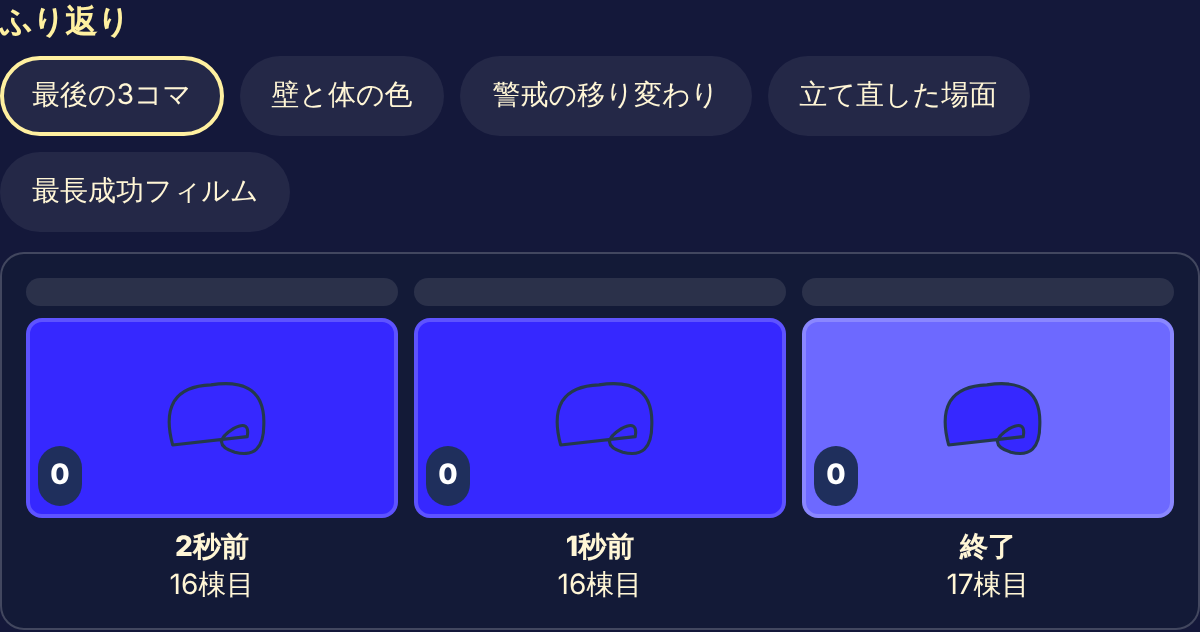 ふり返り
最後の3コマ
壁と体の色
警戒の移り変わり
立て直した場面
最長成功フィルム
0
0
0
2秒前
1秒前
終了
16棟目
16棟目
17棟目